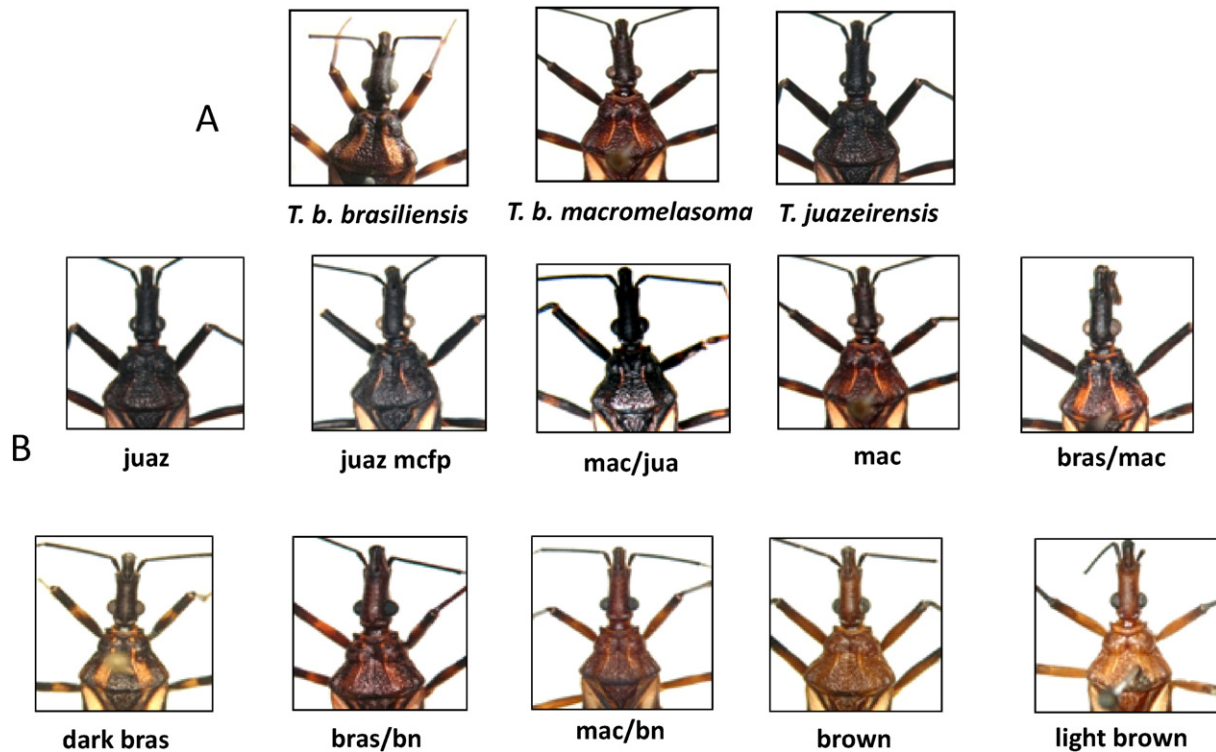 A
T. b. brasiliensis
T. b. macromelasoma
T. juazeirensis
B
juaz
juaz mcfp
mac/jua
mac
bras/mac
dark bras
bras/bn
mac/bn
brown
light brown